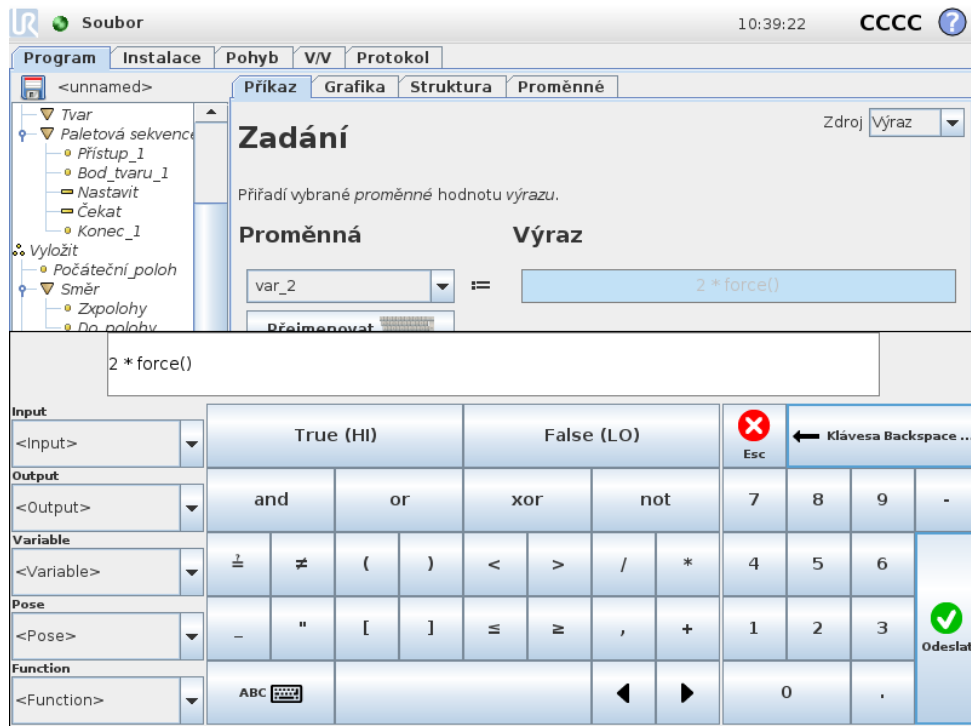 UR Soubor 10:39:22 CCCC ?
Program Instalace Pohyb V/V Protokol
<unnamed> Příkaz Grafika Struktura Proměnné
Tvar
Paletová sekvence
Přístup_1
Bod_tvaru_1
Nastavit
Čekat
Konec_1
Vyložit
Počáteční_poloh
Směr
Zxpolohy
Do_polohy
Zadání
Zdroj Výraz
Přiřadí vybrané proměnné hodnotu výrazu.
Proměnná Výraz
var_2 := 2 * force()
Přejmenovat
2 * force()
Input
<Input>
Output
<Output>
Variable
<Variable>
Pose
<Pose>
Function
<Function>
True (HI) False (LO) Esc Klávesa Backspace ...
and or xor not 7 8 9 -
≟ ≠ ( ) < > / * 4 5 6
_ " [ ] ≤ ≥ , + 1 2 3
Odeslat
ABC 0 .